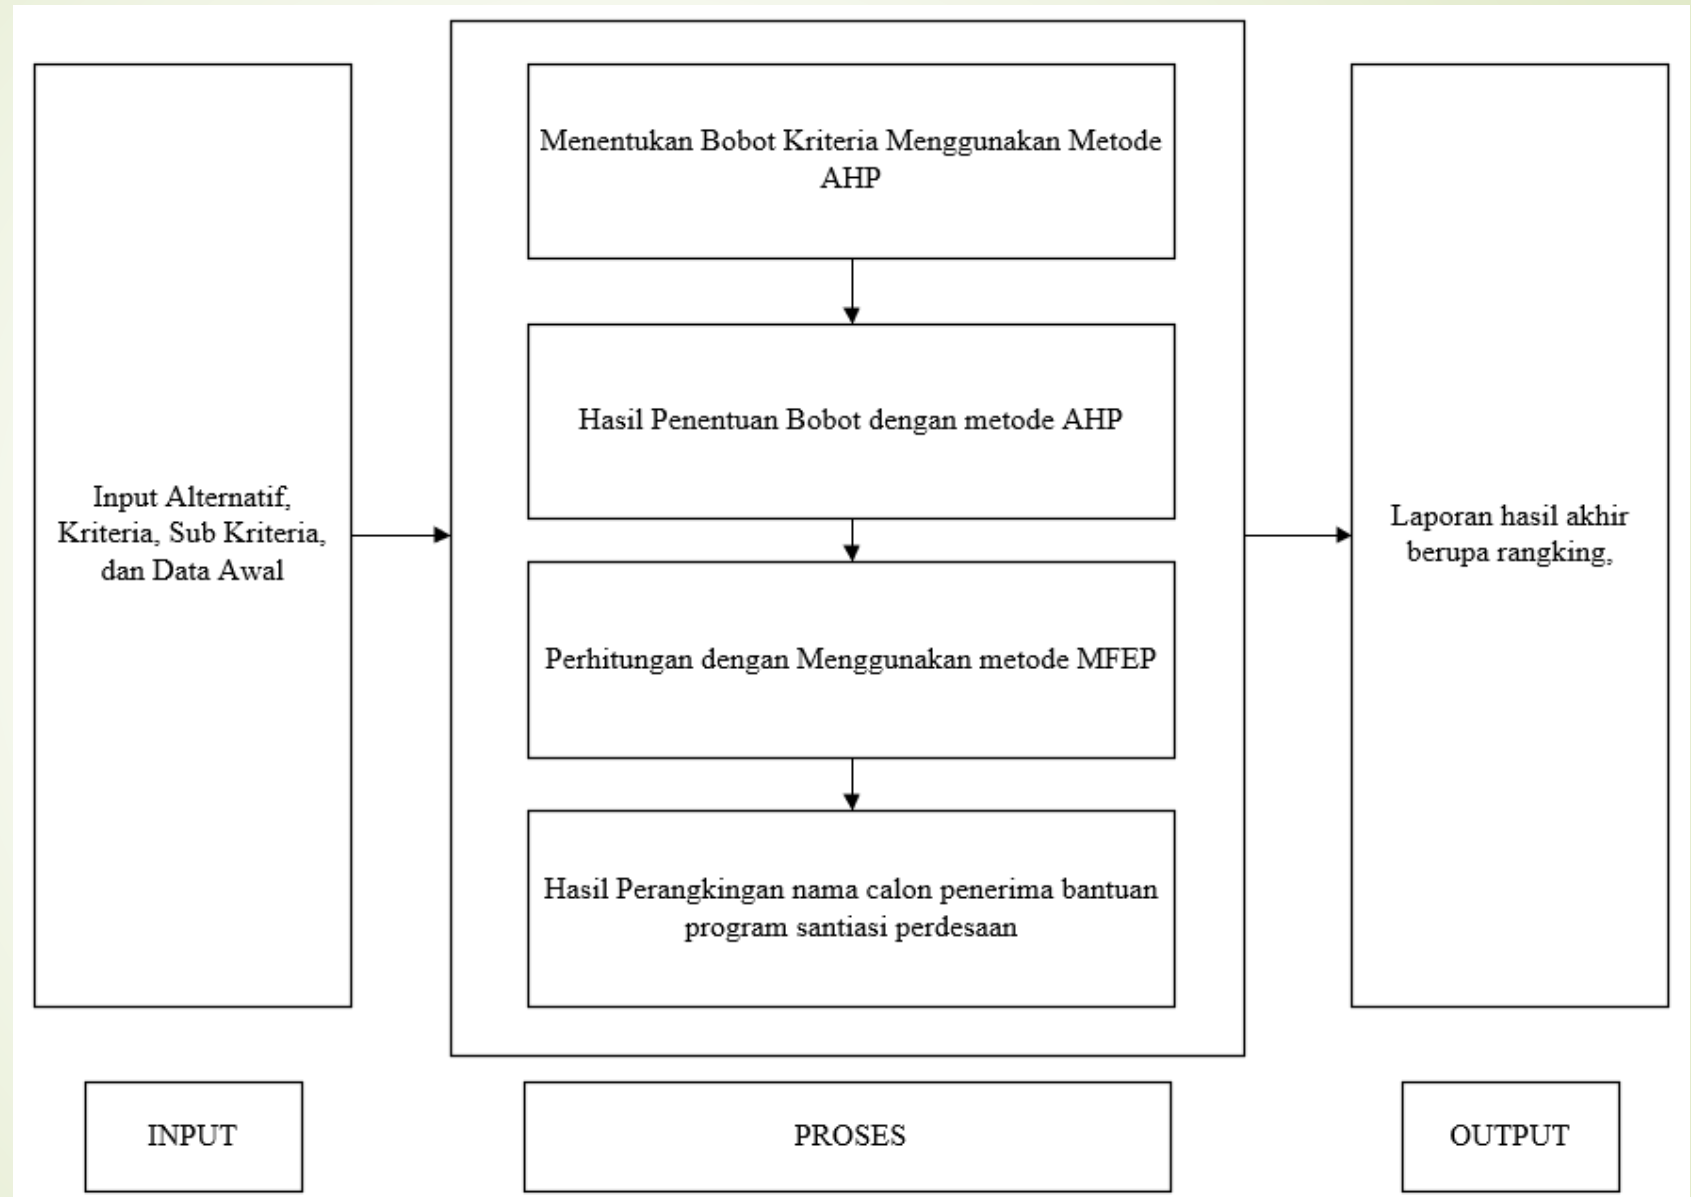 Input Alternatif,
Kriteria, Sub Kriteria,
dan Data Awal
Menentukan Bobot Kriteria Menggunakan Metode
AHP
Hasil Penentuan Bobot dengan metode AHP
Perhitungan dengan Menggunakan metode MFEP
Hasil Perangkingan nama calon penerima bantuan
program santiasi perdesaan
Laporan hasil akhir
berupa rangking,
INPUT
PROSES
OUTPUT